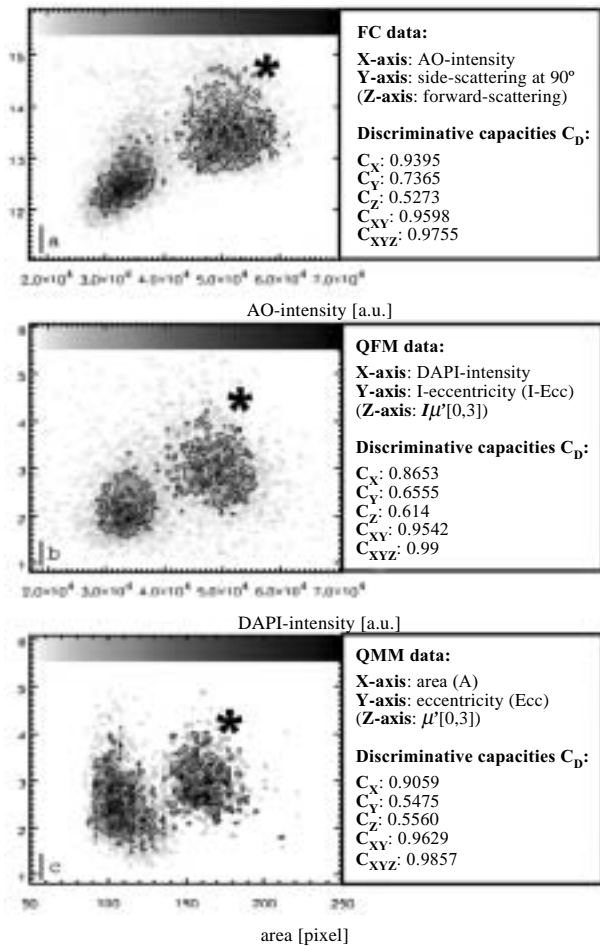 15
14
13
12
a
2.0×10⁴ 3.0×10⁴ 4.0×10⁴ 5.0×10⁴ 6.0×10⁴ 7.0×10⁴
AO-intensity [a.u.]
*
FC data:
X-axis: AO-intensity
Y-axis: side-scattering at 90º
(Z-axis: forward-scattering)
Discriminative capacities C_D:
C_X: 0.9395
C_Y: 0.7365
C_Z: 0.5273
C_XY: 0.9598
C_XYZ: 0.9755
6
5
4
3
2
1
b
2.0×10⁴ 3.0×10⁴ 4.0×10⁴ 5.0×10⁴ 6.0×10⁴ 7.0×10⁴
DAPI-intensity [a.u.]
*
QFM data:
X-axis: DAPI-intensity
Y-axis: I-eccentricity (I-Ecc)
(Z-axis: Iμ'[0,3])
Discriminative capacities C_D:
C_X: 0.8653
C_Y: 0.6555
C_Z: 0.614
C_XY: 0.9542
C_XYZ: 0.99
6
5
4
3
2
1
c
50 100 150 200 250
area [pixel]
*
QMM data:
X-axis: area (A)
Y-axis: eccentricity (Ecc)
(Z-axis: μ'[0,3])
Discriminative capacities C_D:
C_X: 0.9059
C_Y: 0.5475
C_Z: 0.5560
C_XY: 0.9629
C_XYZ: 0.9857